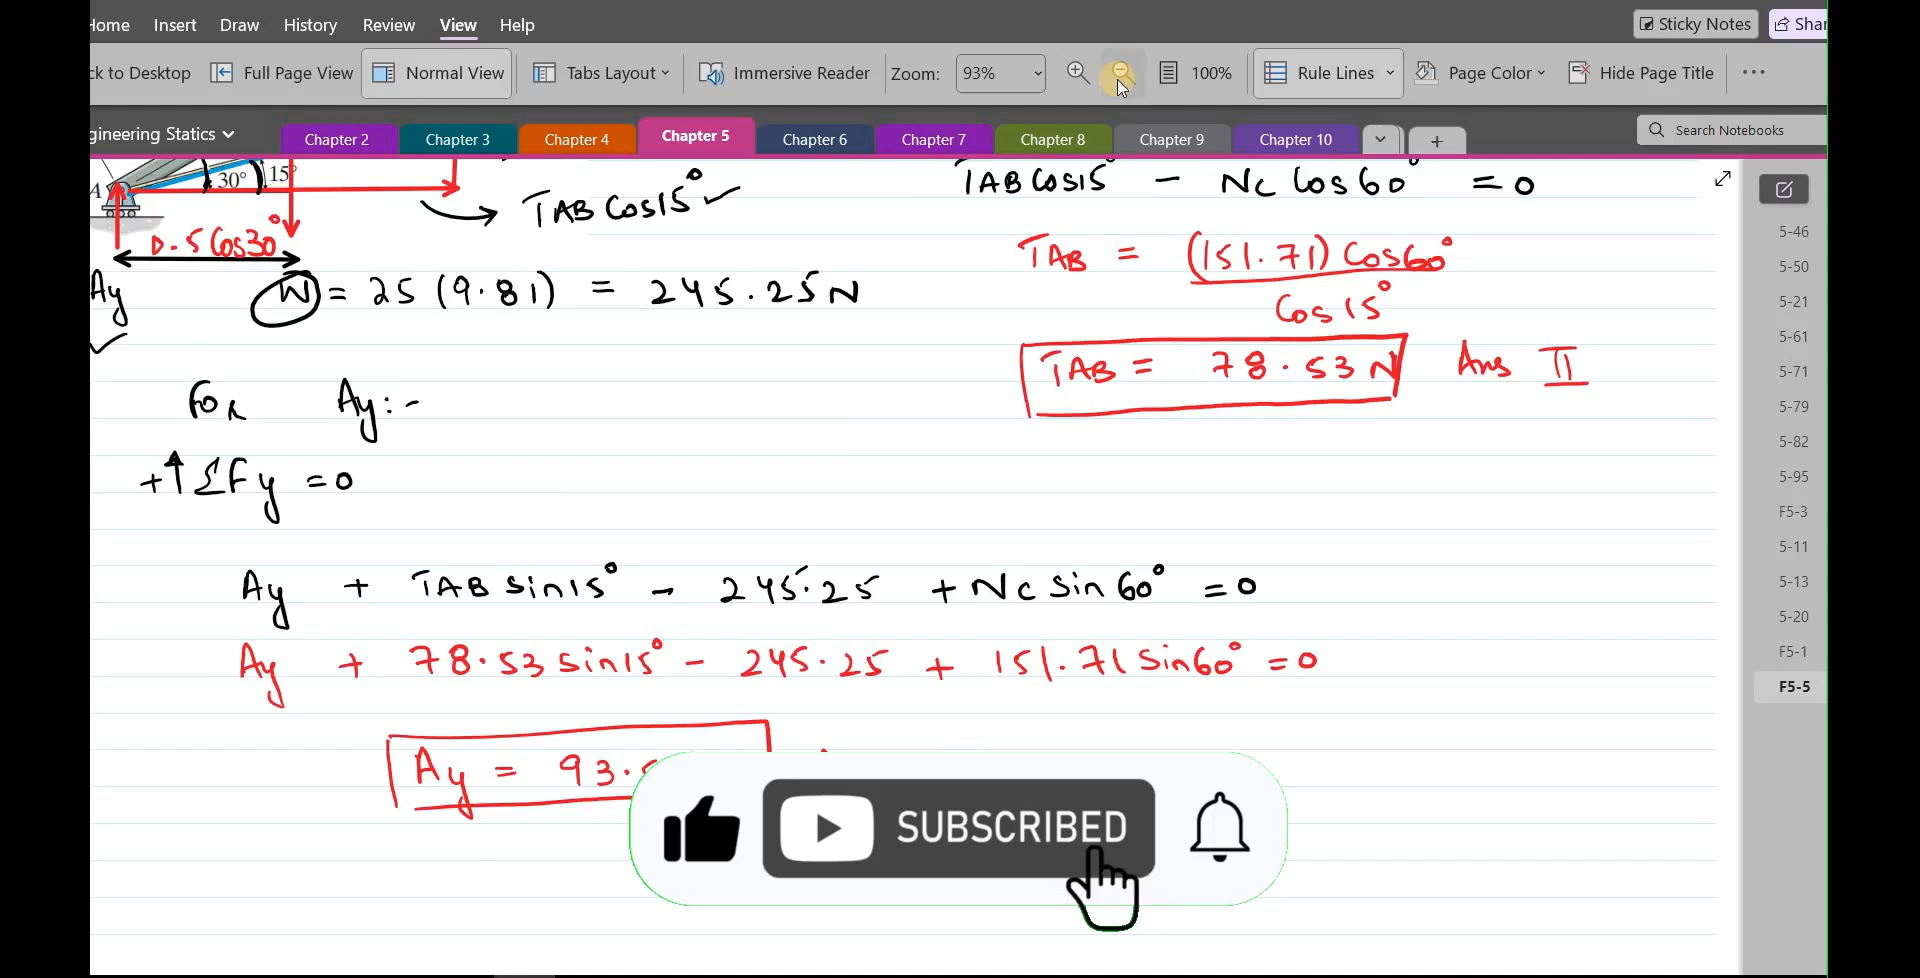 Home Insert Draw History Review View Help Sticky Notes Shar
ck to Desktop Full Page View Normal View Tabs Layout Immersive Reader Zoom: 93% 100% Rule Lines Page Color Hide Page Title
gineering Statics Chapter 2 Chapter 3 Chapter 4 Chapter 5 Chapter 6 Chapter 7 Chapter 8 Chapter 9 Chapter 10 + Search Notebooks
A 30° 15°
0.5 Cos30°
Ay
TAB Cos15°
W = 25 (9.81) = 245.25 N
TAB Cos15° - Nc Cos60° = 0
TAB = (151.71) Cos60°
Cos15°
TAB = 78.53 N Ans II
For Ay:-
+↑ ΣFy = 0
Ay + TAB sin15° - 245.25 + Nc Sin60° = 0
Ay + 78.53 sin15° - 245.25 + 151.71 Sin60° = 0
Ay = 93.
SUBSCRIBED
5-46
5-50
5-21
5-61
5-71
5-79
5-82
5-95
F5-3
5-11
5-13
5-20
F5-1
F5-5